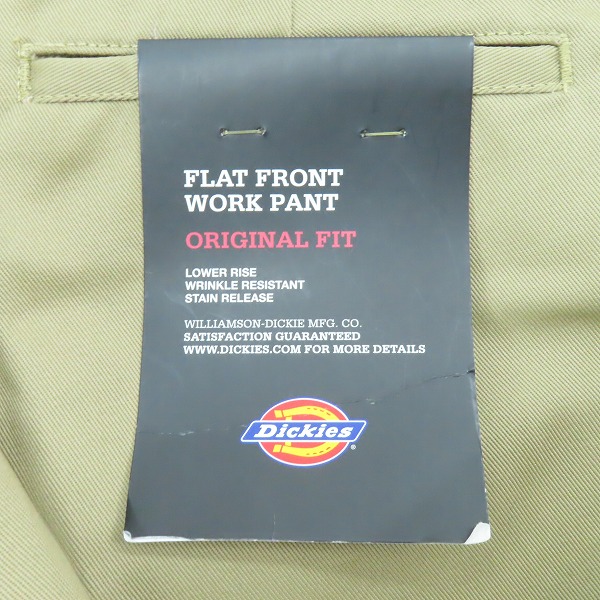 FLAT FRONT
WORK PANT
ORIGINAL FIT
LOWER RISE
WRINKLE RESISTANT
STAIN RELEASE
WILLIAMSON-DICKIE MFG. CO.
SATISFACTION GUARANTEED
WWW.DICKIES.COM FOR MORE DETAILS
Dickies®